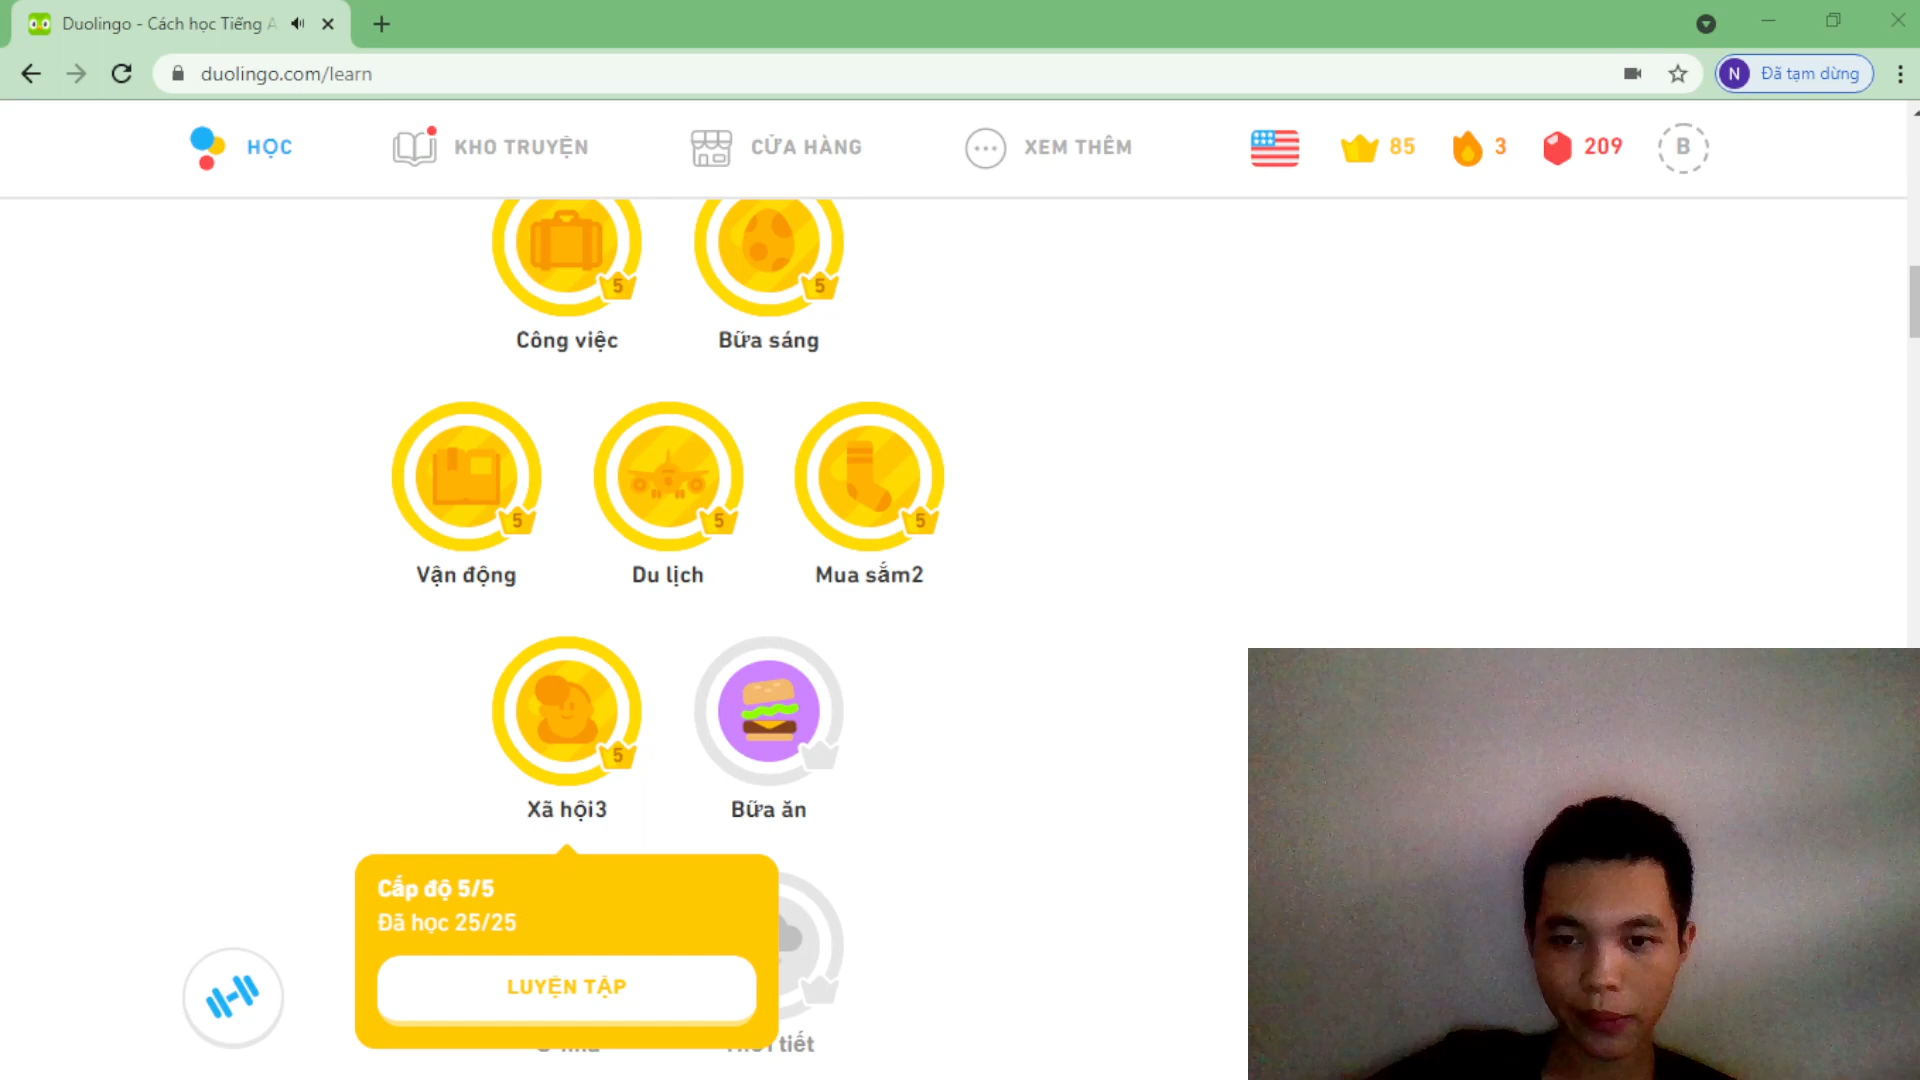 Duolingo - Cách học Tiếng A
duolingo.com/learn
N Đã tạm dừng
HỌC KHO TRUYỆN CỬA HÀNG XEM THÊM 85 3 209 B
5 5
Công việc Bữa sáng
5 5 5
Vận động Du lịch Mua sắm2
5
Xã hội3 Bữa ăn
Cấp độ 5/5
Đã học 25/25
LUYỆN TẬP
tiết